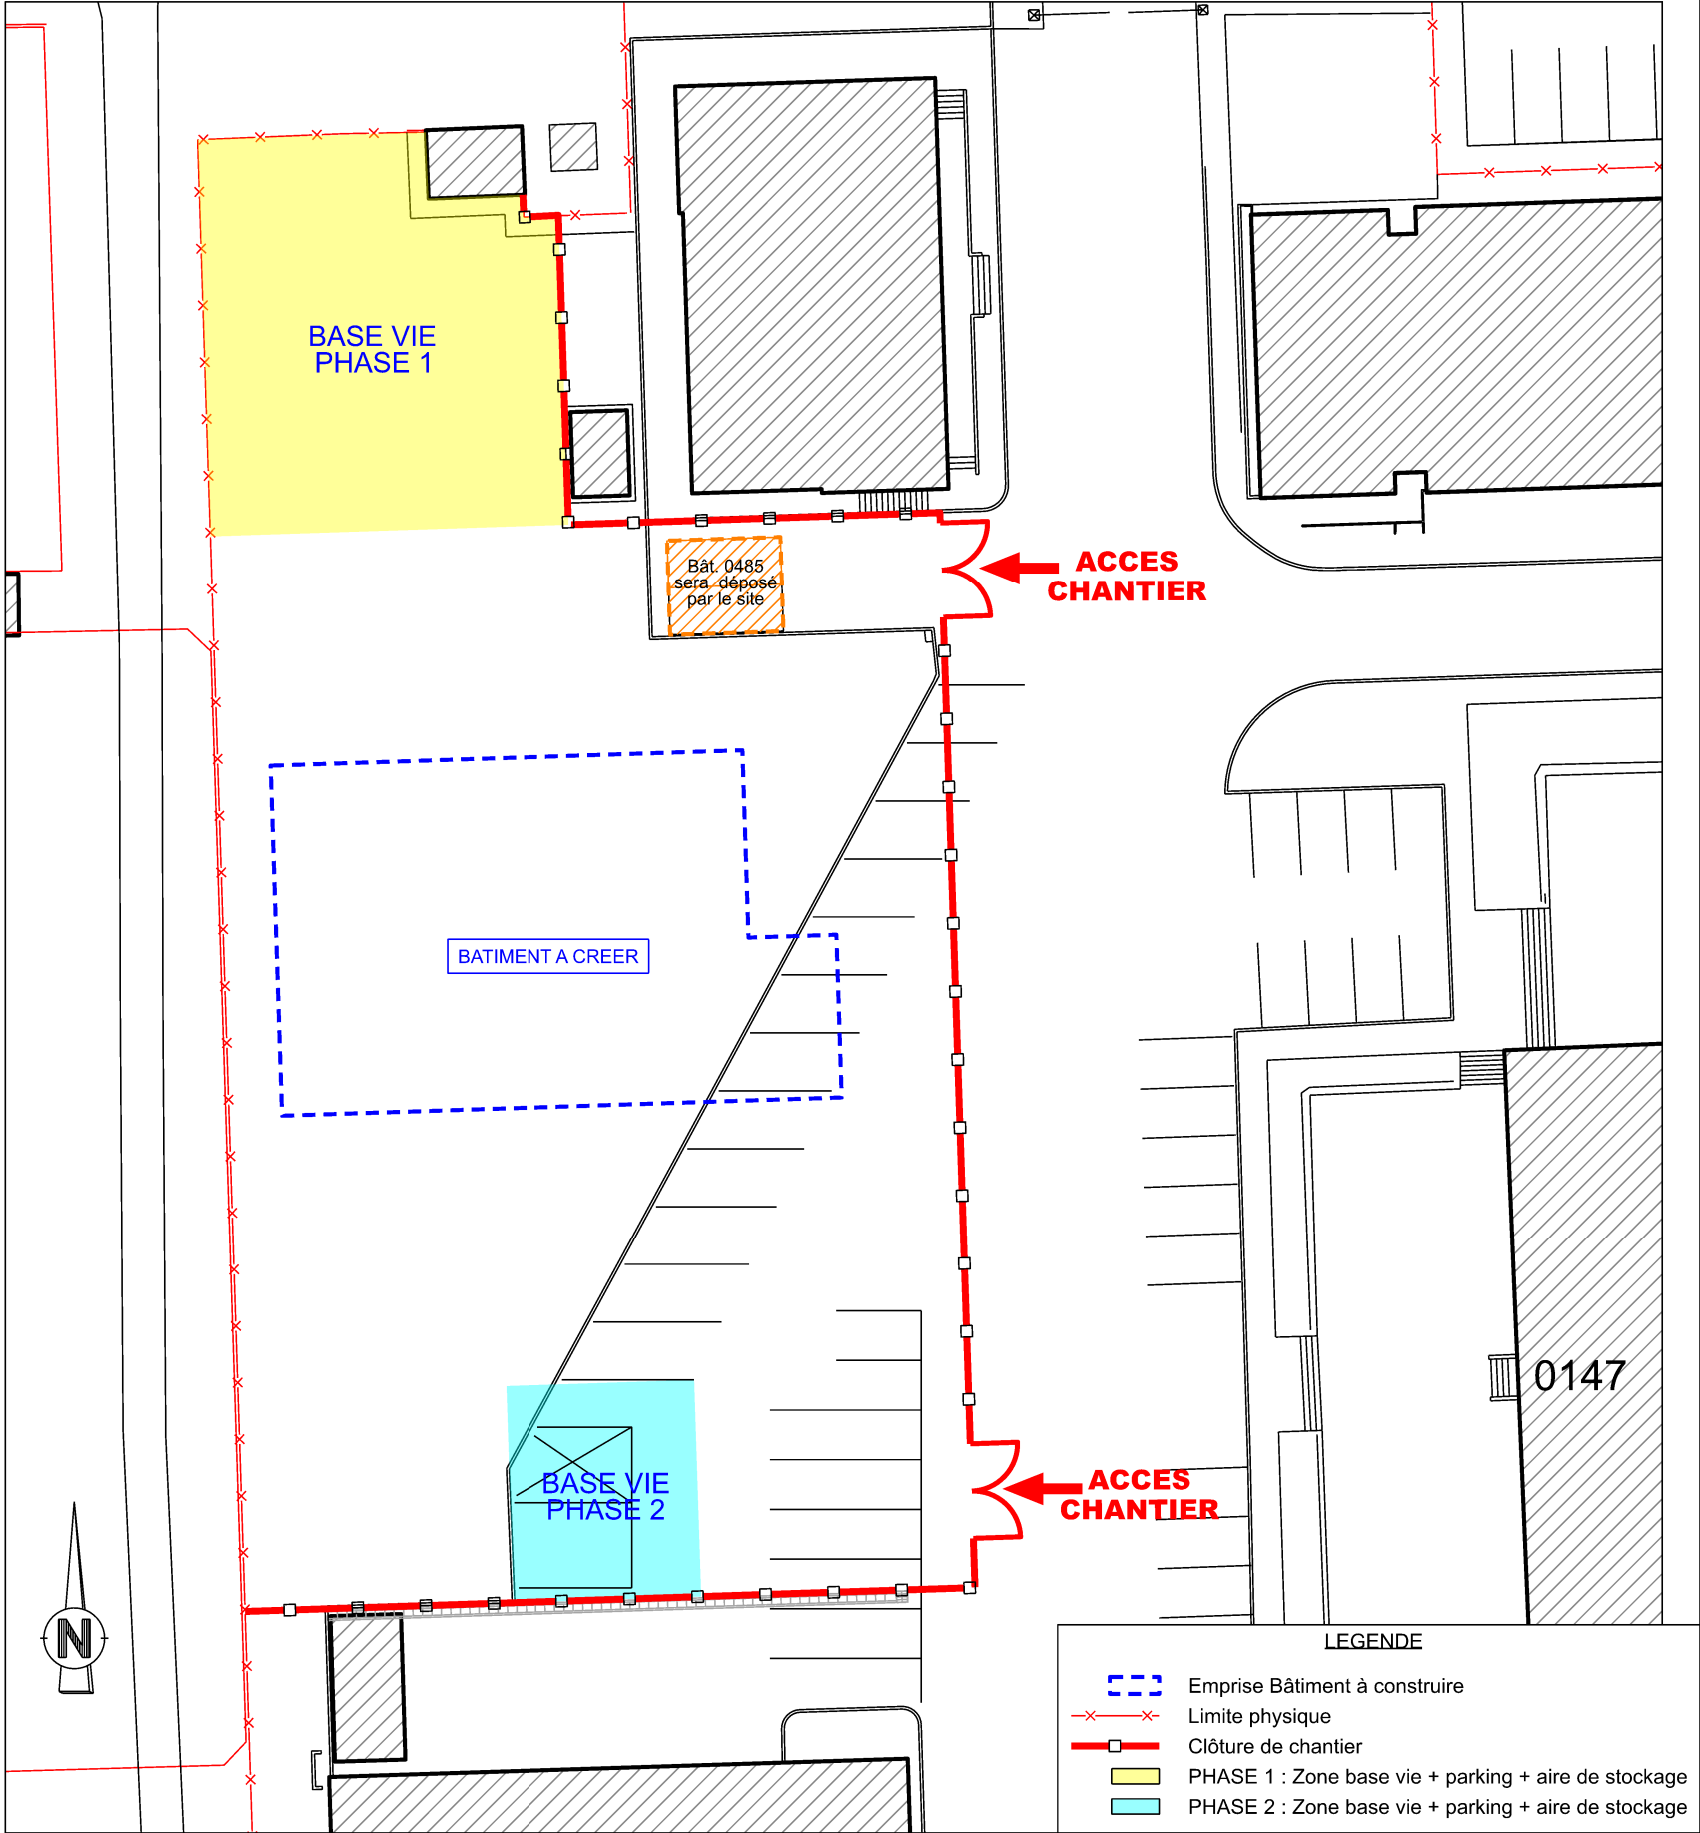 BASE VIE
PHASE 1
Bât. 0485
sera déposé
par le site
ACCES
CHANTIER
BATIMENT A CREER
0147
BASE VIE
PHASE 2
ACCES
CHANTIER
N
LEGENDE
Emprise Bâtiment à construire
Limite physique
Clôture de chantier
PHASE 1 : Zone base vie + parking + aire de stockage
PHASE 2 : Zone base vie + parking + aire de stockage